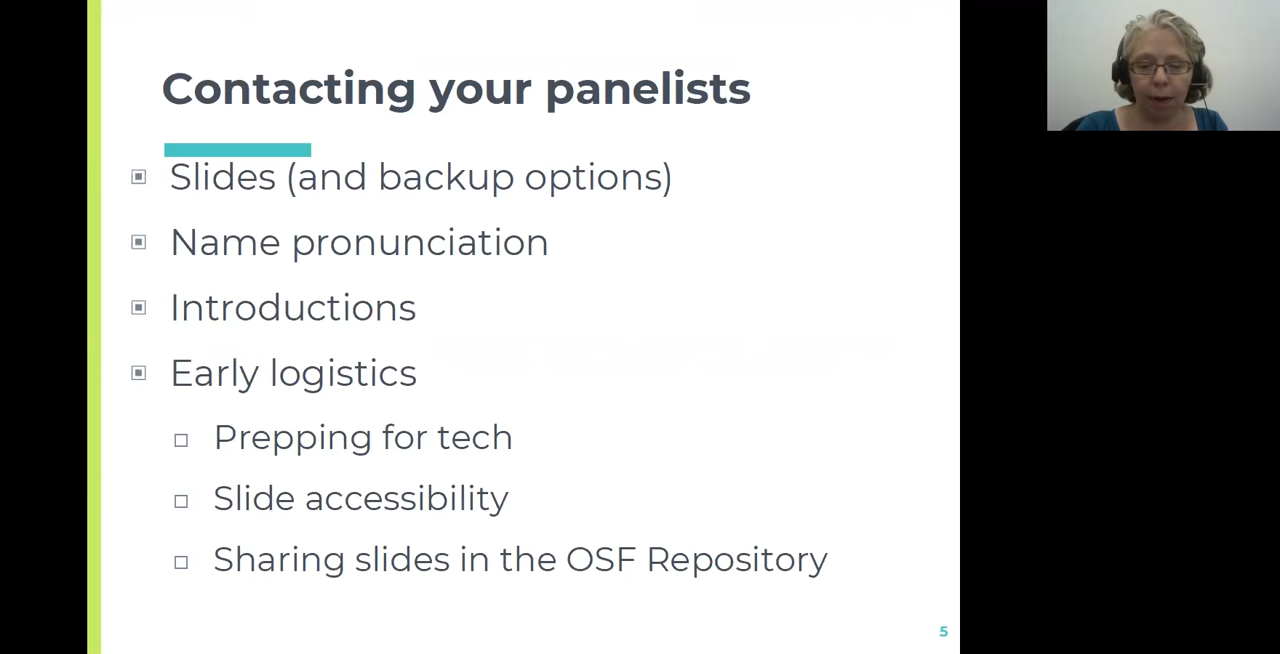 Contacting your panelists
Slides (and backup options)
Name pronunciation
Introductions
Early logistics
Prepping for tech
Slide accessibility
Sharing slides in the OSF Repository
5